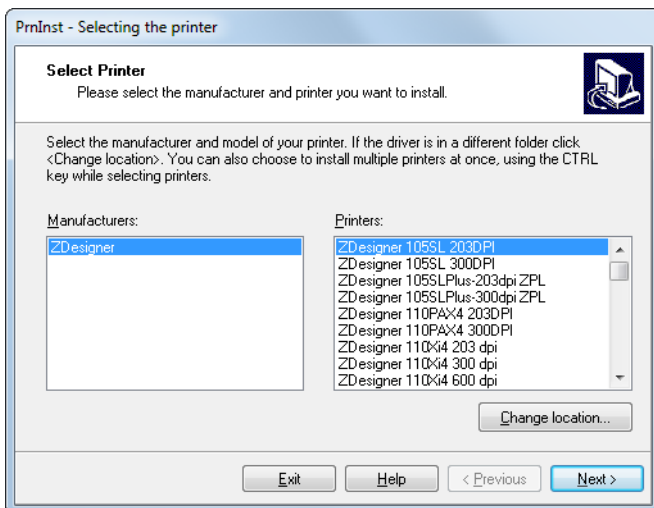 PrnInst - Selecting the printer
Select Printer
Please select the manufacturer and printer you want to install.
Select the manufacturer and model of your printer. If the driver is in a different folder click
<Change location>. You can also choose to install multiple printers at once, using the CTRL
key while selecting printers.
Manufacturers:
ZDesigner
Printers:
ZDesigner 105SL 203DPI
ZDesigner 105SL 300DPI
ZDesigner 105SLPlus-203dpi ZPL
ZDesigner 105SLPlus-300dpi ZPL
ZDesigner 110PAX4 203DPI
ZDesigner 110PAX4 300DPI
ZDesigner 110Xi4 203 dpi
ZDesigner 110Xi4 300 dpi
ZDesigner 110Xi4 600 dpi
Change location...
Exit Help < Previous Next >